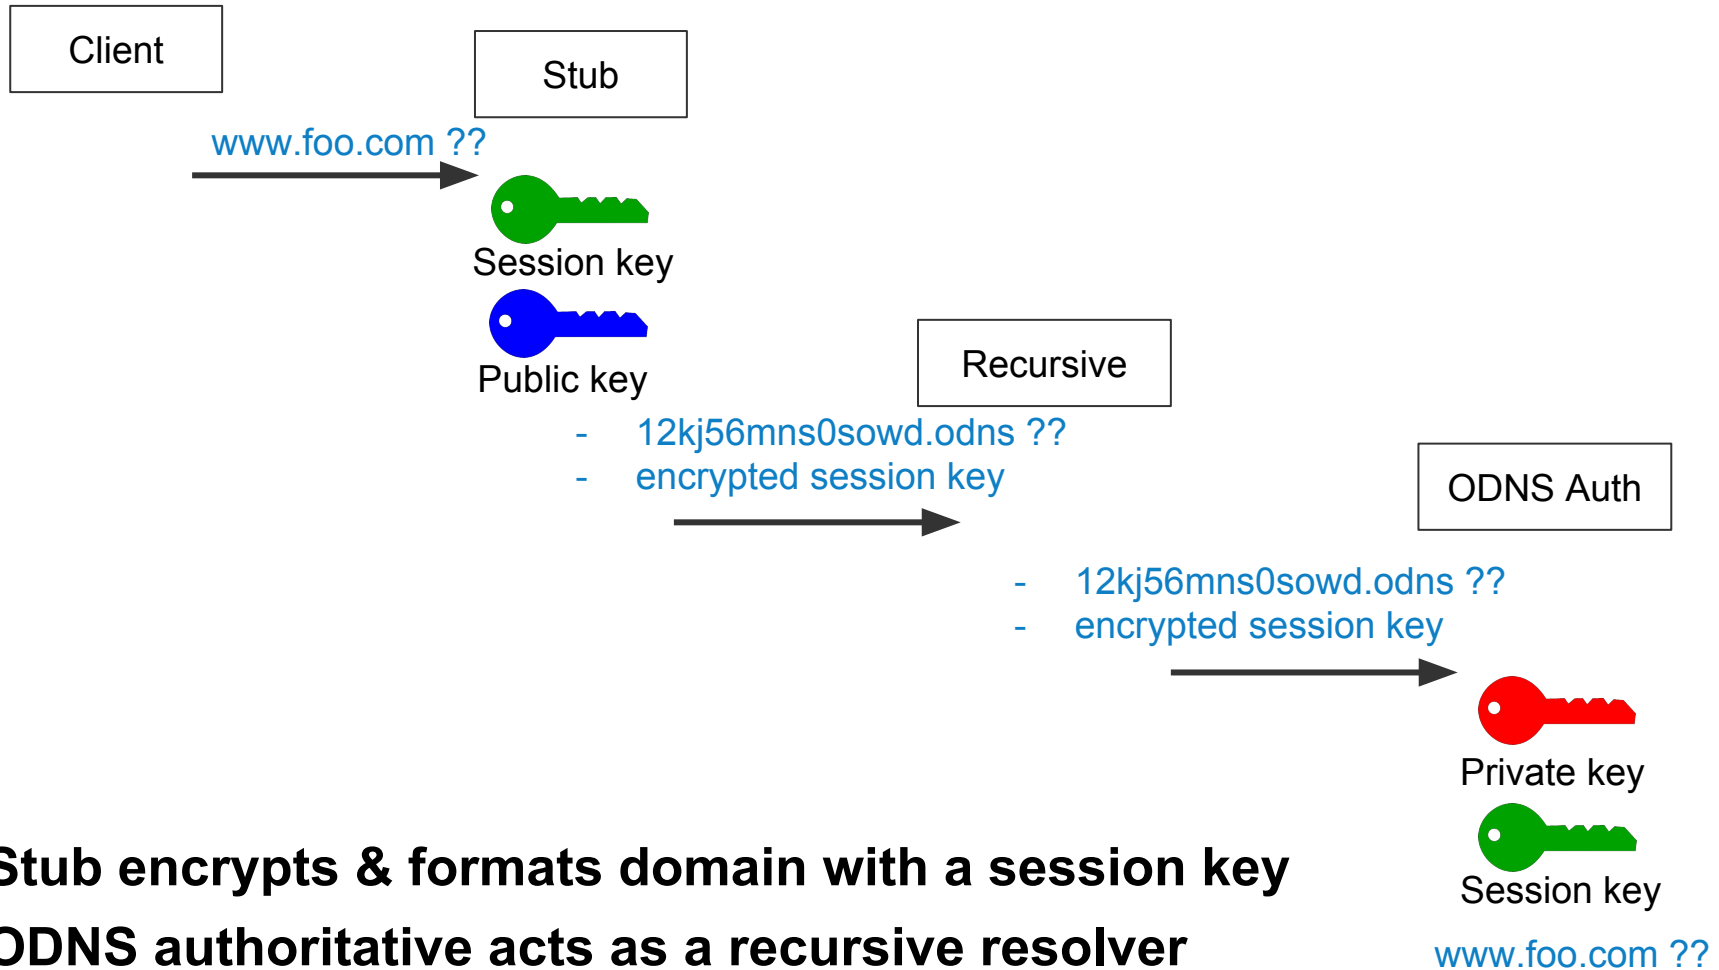 Client
Stub
www.foo.com ??
Session key
Public key
Recursive
- 12kj56mns0sowd.odns ??
- encrypted session key
ODNS Auth
- 12kj56mns0sowd.odns ??
- encrypted session key
Private key
Session key
www.foo.com ??
Stub encrypts & formats domain with a session key
ODNS authoritative acts as a recursive resolver